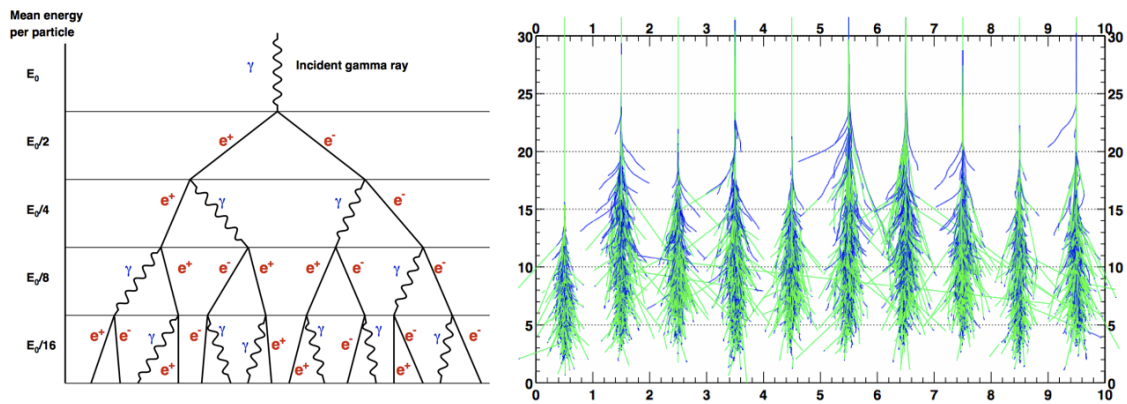 Mean energy
per particle
E0
γ
Incident gamma ray
E0/2
e+
e-
E0/4
e+
γ
γ
e-
E0/8
γ
e+
e-
e+
e+
e-
γ
e-
E0/16
e+
e-
γ
e+
e-
γ
γ
e+
e+
γ
e-
γ
e-
e+
e-
γ
e-
0 1 2 3 4 5 6 7 8 9 10
30 30
25 25
20 20
15 15
10 10
5 5
0 0
0 1 2 3 4 5 6 7 8 9 10